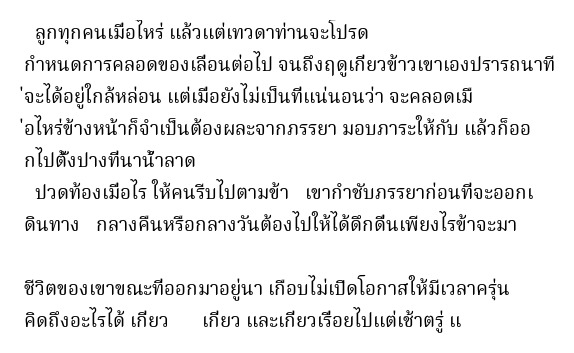 ลูกทุกคนเมื่อไหร่ แล้วแต่เทวดาท่านจะโปรด
กำหนดการคลอดของเลื่อนต่อไป จนถึงฤดูเกี่ยวข้าวเขาเองปรารถนาที
่จะได้อยู่ใกล้หล่อน แต่เมื่อยังไม่เป็นที่แน่นอนว่า จะคลอดเมื
่อไหร่ข้างหน้าก็จำเป็นต้องผละจากภรรยา มอบภาระให้กับ แล้วก็ออ
กไปตั้งปางที่นาน้ำลาด
ปวดท้องเมื่อไร ให้คนรีบไปตามข้า เขากำชับภรรยาก่อนที่จะออกเ
ดินทาง กลางคืนหรือกลางวันต้องไปให้ได้ดึกดื่นเพียงไรข้าจะมา
ชีวิตของเขาขณะที่ออกมาอยู่นา เกือบไม่เปิดโอกาสให้มีเวลาครุ่น
คิดถึงอะไรได้ เกี่ยว เกี่ยว และเกี่ยวเรื่อยไปแต่เช้าตรู่ แ